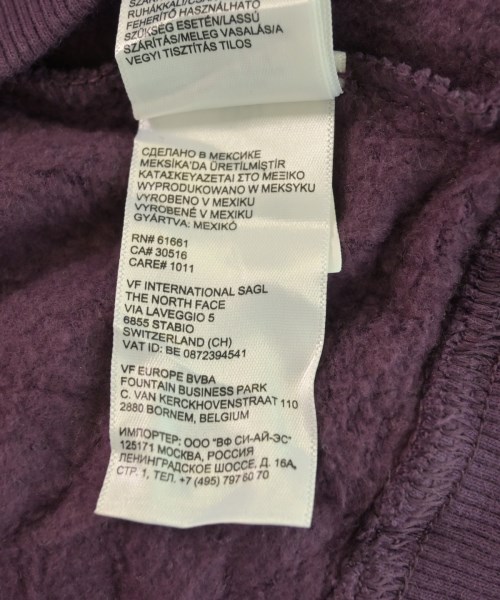 RUHÁKKAL/CSAK
FEHÉRÍTŐ HASZNÁLHATÓ
SZÜKSÉG ESETÉN/LASSÚ
SZÁRÍTÁS/MELEG VASALÁS/A
VEGYI TISZTÍTÁS TILOS
СДЕЛАНО В МЕКСИКЕ
MEKSİKA'DA ÜRETİLMİŞTİR
ΚΑΤΑΣΚΕΥΑΖΕΤΑΙ ΣΤΟ ΜΕΞΙΚΟ
WYPRODUKOWANO W MEKSYKU
VYROBENO V MEXIKU
VYROBENÉ V MEXIKU
GYÁRTVA: MEXIKÓ
RN# 61661
CA# 30516
CARE# 1011
VF INTERNATIONAL SAGL
THE NORTH FACE
VIA LAVEGGIO 5
6855 STABIO
SWITZERLAND (CH)
VAT ID: BE 0872394541
VF EUROPE BVBA
FOUNTAIN BUSINESS PARK
C. VAN KERCKHOVENSTRAAT 110
2880 BORNEM, BELGIUM
ИМПОРТЕР: ООО "ВФ СИ-АЙ-ЭС"
125171 МОСКВА, РОССИЯ
ЛЕНИНГРАДСКОЕ ШОССЕ, Д. 16А,
СТР. 1, ТЕЛ. +7 (495) 797 60 70